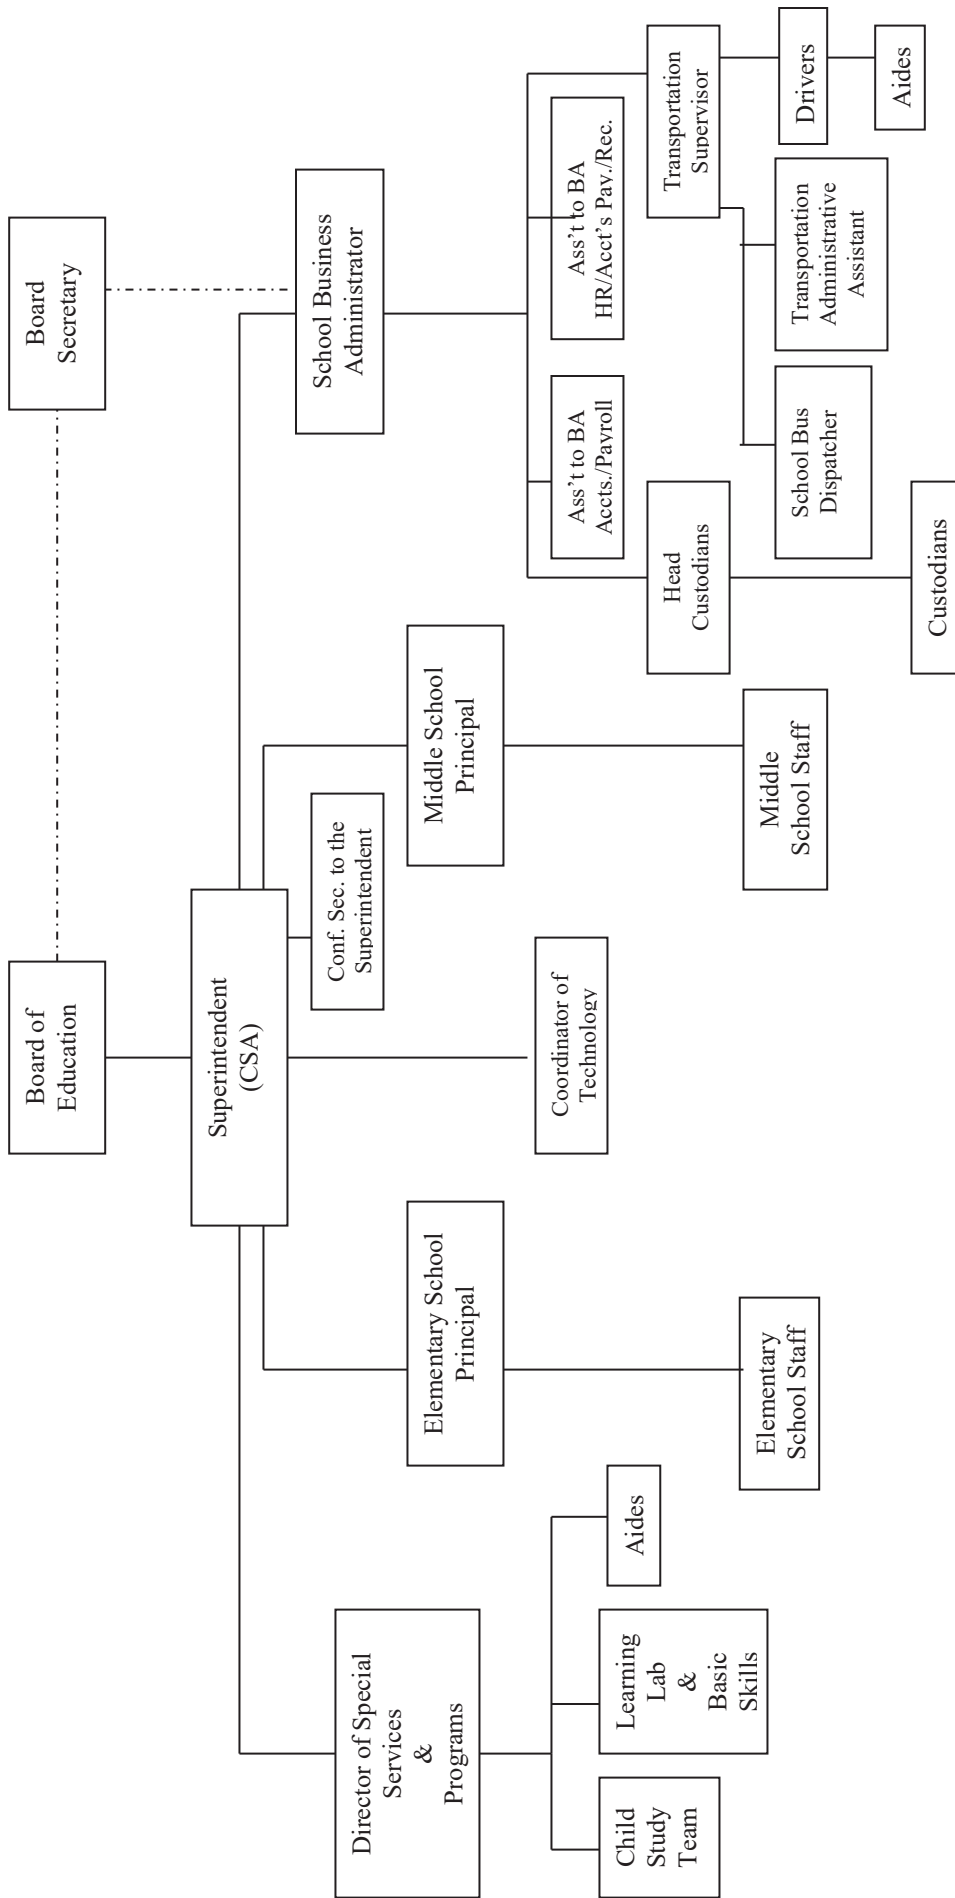 Board of
Education
Board
Secretary
Superintendent
(CSA)
Conf. Sec. to the
Superintendent
School Business
Administrator
Director of Special
Services
&
Programs
Elementary School
Principal
Middle School
Principal
Coordinator of
Technology
Ass't to BA
Accts./Payroll
Ass't to BA
HR/Acct's Pay./Rec.
Child
Study
Team
Learning
Lab
&
Basic
Skills
Aides
Head
Custodians
Transportation
Supervisor
Elementary
School Staff
Middle
School Staff
School Bus
Dispatcher
Transportation
Administrative
Assistant
Drivers
Aides
Custodians